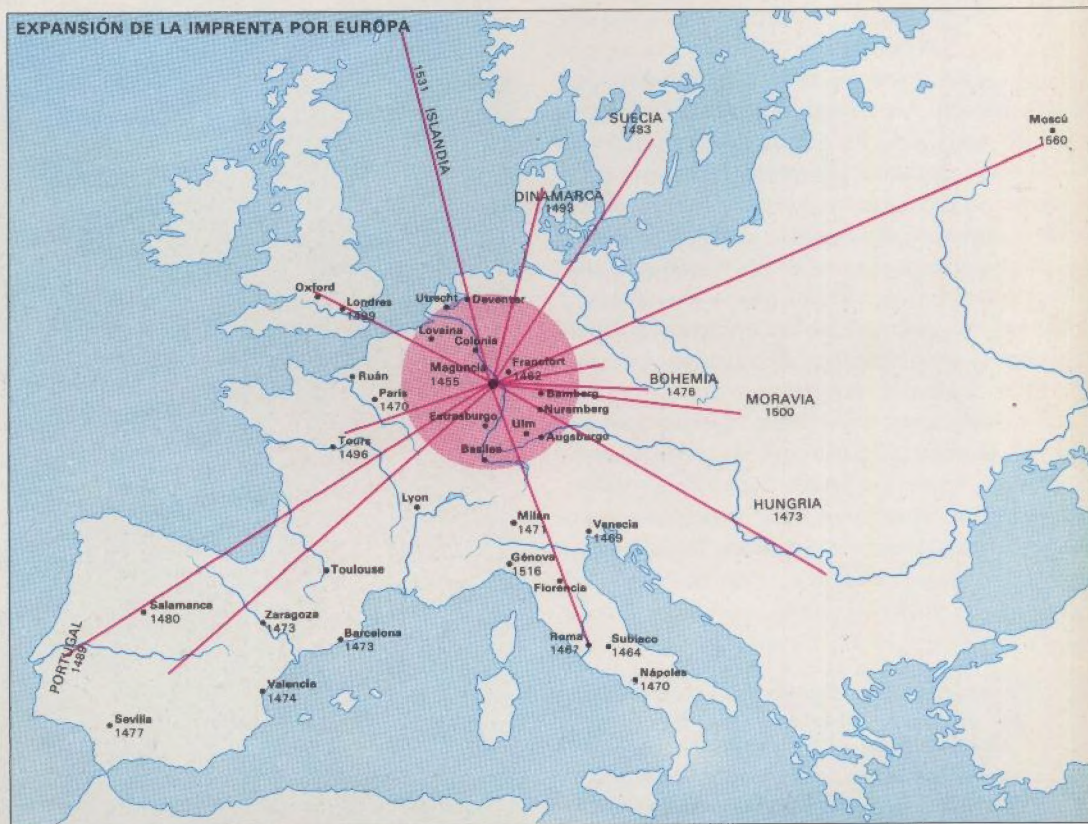 EXPANSIÓN DE LA IMPRENTA POR EUROPA
1531 ISLANDIA
SUECIA
1483
Moscú
1560
DINAMARCA
1493
Oxford
Londres
1499
Utrecht
Deventer
Lovaina
Colonia
Maguncia
1455
Francfort
1462
Ruán
París
1470
BOHEMIA
1476
Bamberg
MORAVIA
1500
Nuremberg
Estrasburgo
Ulm
Augsburgo
Tours
1496
Basilea
Lyon
HUNGRIA
1473
Milán
1471
Venecia
1469
Génova
1516
Toulouse
Florencia
Salamanca
1480
Zaragoza
1473
Barcelona
1473
Roma
1467
Subiaco
1464
PORTUGAL
1489
Nápoles
1470
Valencia
1474
Sevilla
1477